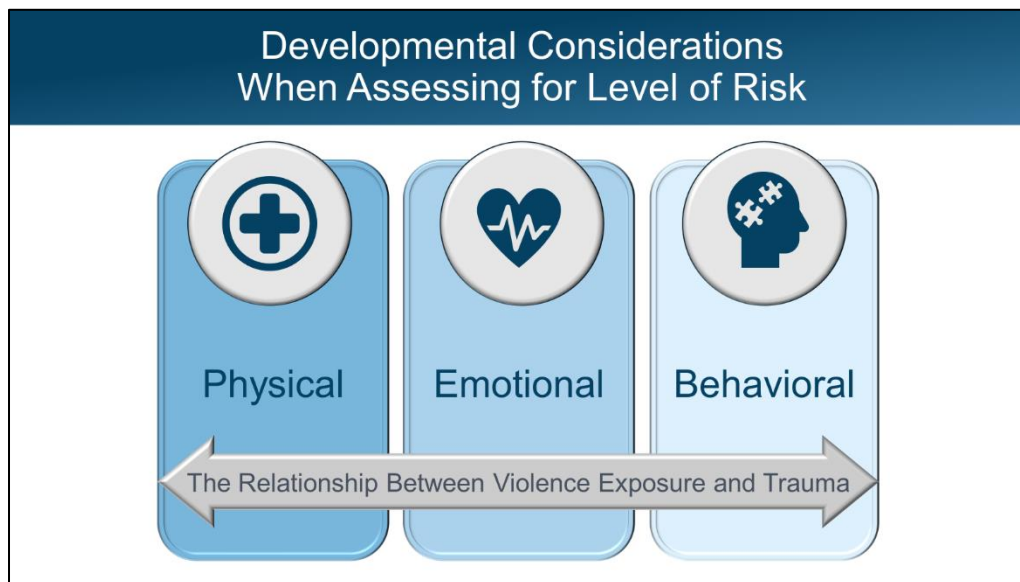 Developmental Considerations
When Assessing for Level of Risk
Physical
Emotional
Behavioral
The Relationship Between Violence Exposure and Trauma